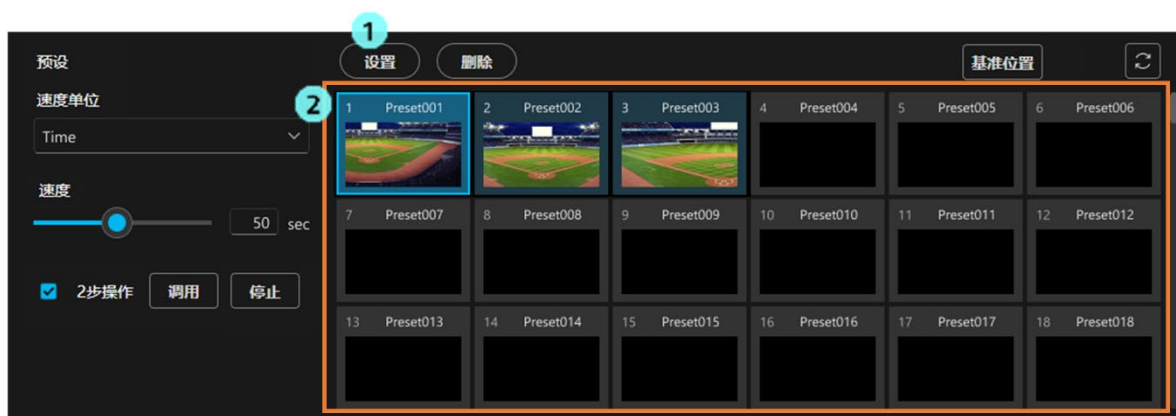 1
预设
设置
删除
基准位置
速度单位
2
Time
速度
50 sec
2步操作
调用
停止
1 Preset001
2 Preset002
3 Preset003
4 Preset004
5 Preset005
6 Preset006
7 Preset007
8 Preset008
9 Preset009
10 Preset010
11 Preset011
12 Preset012
13 Preset013
14 Preset014
15 Preset015
16 Preset016
17 Preset017
18 Preset018